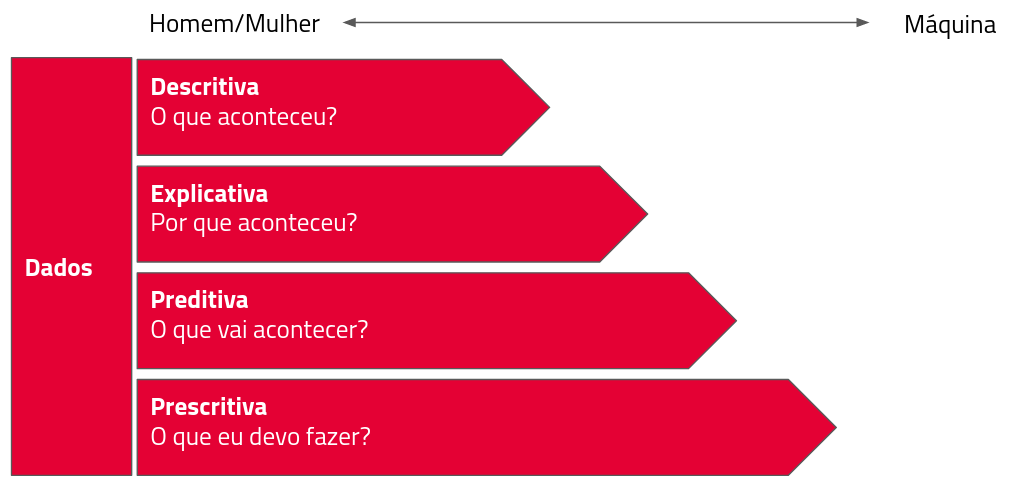 Homem/Mulher
Máquina
Dados
Descritiva
O que aconteceu?
Explicativa
Por que aconteceu?
Preditiva
O que vai acontecer?
Prescritiva
O que eu devo fazer?